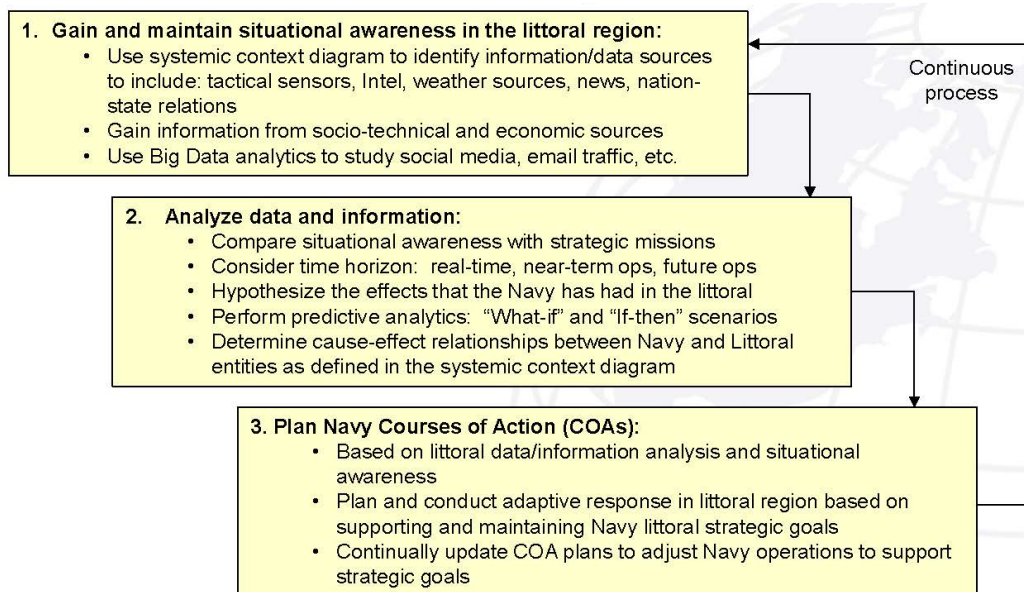 1. Gain and maintain situational awareness in the littoral region:
• Use systemic context diagram to identify information/data sources
to include: tactical sensors, Intel, weather sources, news, nation-
state relations
• Gain information from socio-technical and economic sources
• Use Big Data analytics to study social media, email traffic, etc.
Continuous
process
2. Analyze data and information:
• Compare situational awareness with strategic missions
• Consider time horizon: real-time, near-term ops, future ops
• Hypothesize the effects that the Navy has had in the littoral
• Perform predictive analytics: “What-if” and “If-then” scenarios
• Determine cause-effect relationships between Navy and Littoral
entities as defined in the systemic context diagram
3. Plan Navy Courses of Action (COAs):
• Based on littoral data/information analysis and situational
awareness
• Plan and conduct adaptive response in littoral region based on
supporting and maintaining Navy littoral strategic goals
• Continually update COA plans to adjust Navy operations to support
strategic goals